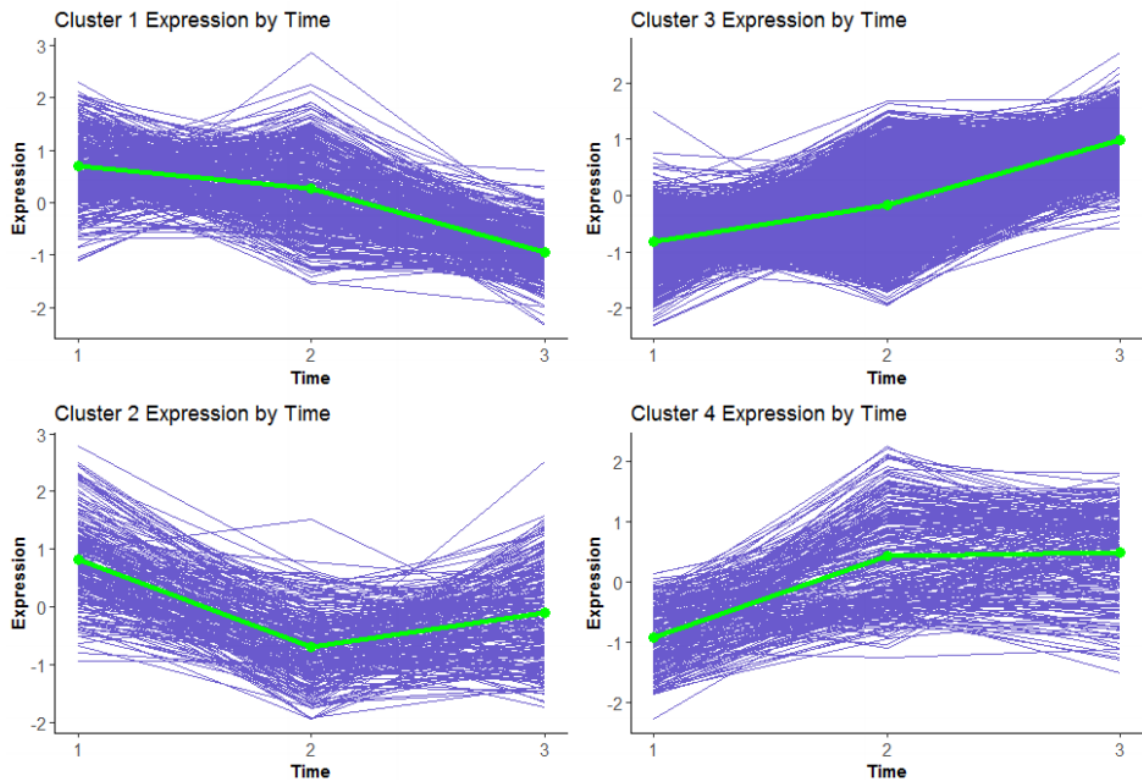 Cluster 1 Expression by Time
3
2
1
0
-1
-2
Expression
1 2 3
Time
Cluster 3 Expression by Time
2
1
0
-1
-2
Expression
1 2 3
Time
Cluster 2 Expression by Time
3
2
1
0
-1
-2
Expression
1 2 3
Time
Cluster 4 Expression by Time
2
1
0
-1
-2
Expression
1 2 3
Time